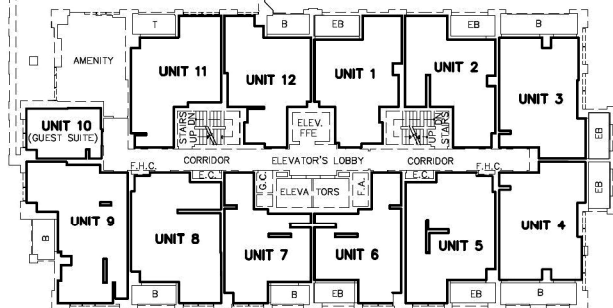 T
B
EB
EB
B
AMENITY
UNIT 11
UNIT 12
UNIT 1
UNIT 2
UNIT 3
STAIRS
UP DN
ELEV.
FFE
UP DN
STAIRS
UNIT 10
(GUEST SUITE)
EB
F.H.C.
CORRIDOR
ELEVATOR'S LOBBY
CORRIDOR
F.H.C.
E.C.
G.C.
ELEVATORS
F.A.
E.C.
EB
UNIT 9
UNIT 8
UNIT 7
UNIT 6
UNIT 5
UNIT 4
B
B
B
EB
EB
B